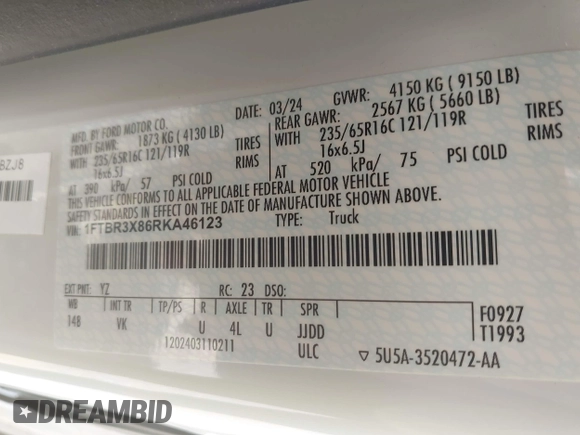 BZJ8
MFG. BY FORD MOTOR CO.
03/24 GVWR: 4150 KG ( 9150 LB)
FRONT GAWR: 1873 KG ( 4130 LB)
REAR GAWR: 2567 KG ( 5660 LB)
WITH 235/65R16C 121/119R TIRES
WITH 235/65R16C 121/119R TIRES
16x6.5J RIMS
16x6.5J RIMS
AT 390 kPa/ 57 PSI COLD
AT 520 kPa/ 75 PSI COLD
THIS VEHICLE CONFORMS TO ALL APPLICABLE FEDERAL MOTOR VEHICLE
SAFETY STANDARD IN EFFECT ON THE DATE OF MANUFACTURE SHOWN ABOVE.
VIN: 1FTBR3X86RKA46123 TYPE: Truck
EXT PNT: YZ RC: 23 DSO:
WB INT TR TP/PS R AXLE TR SPR
148 VK U 4L U JJDD
ULC
F0927
T1993
1202403110211
▽ 5U5A-3520472-AA
DREAMBID